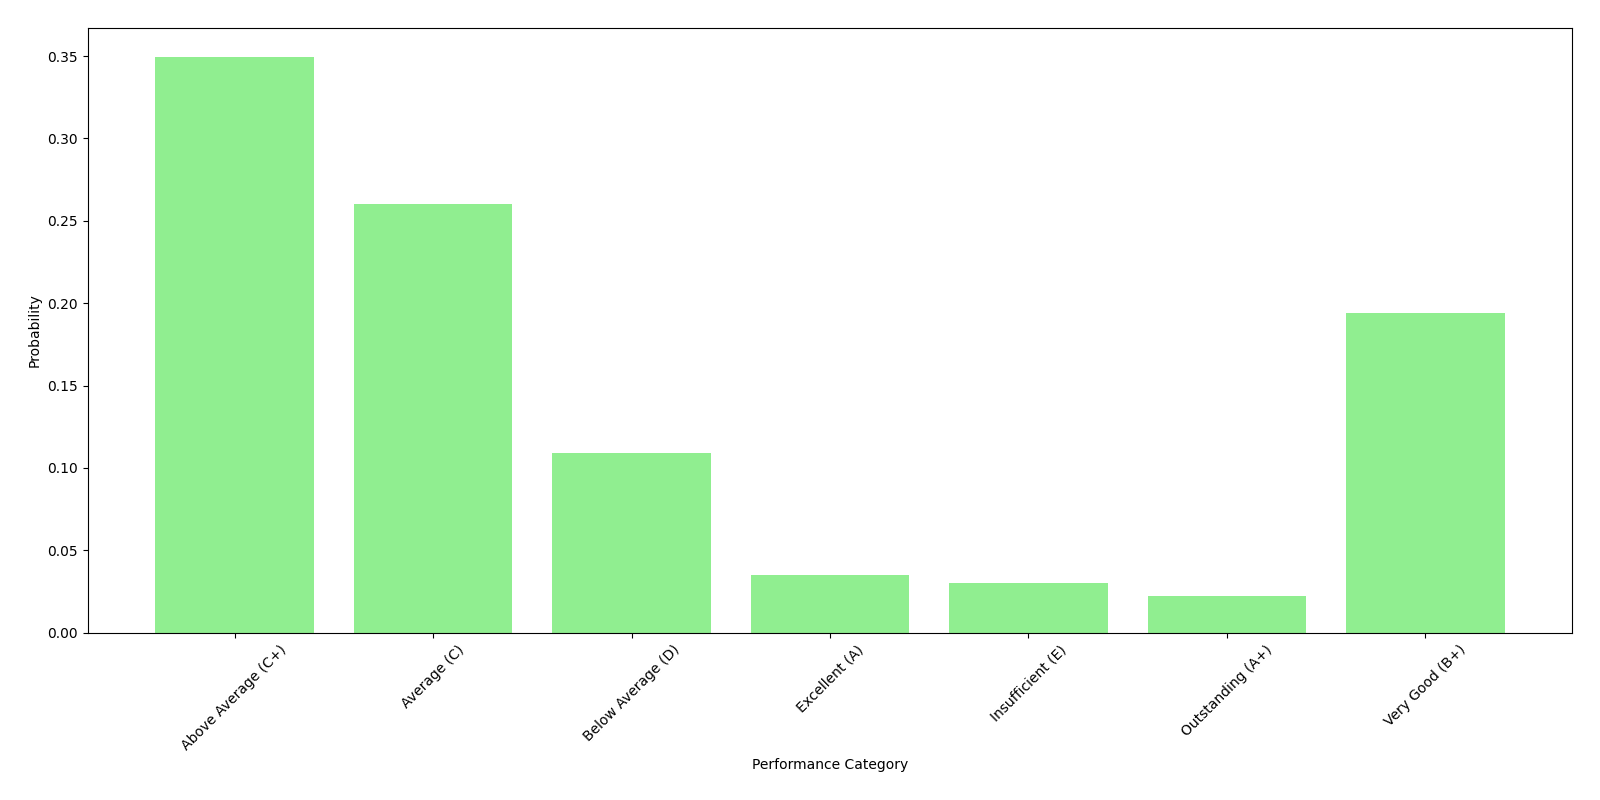 Probability
0.35
0.30
0.25
0.20
0.15
0.10
0.05
0.00
Above Average (C+)
Average (C)
Below Average (D)
Excellent (A)
Insufficient (E)
Outstanding (A+)
Very Good (B+)
Performance Category